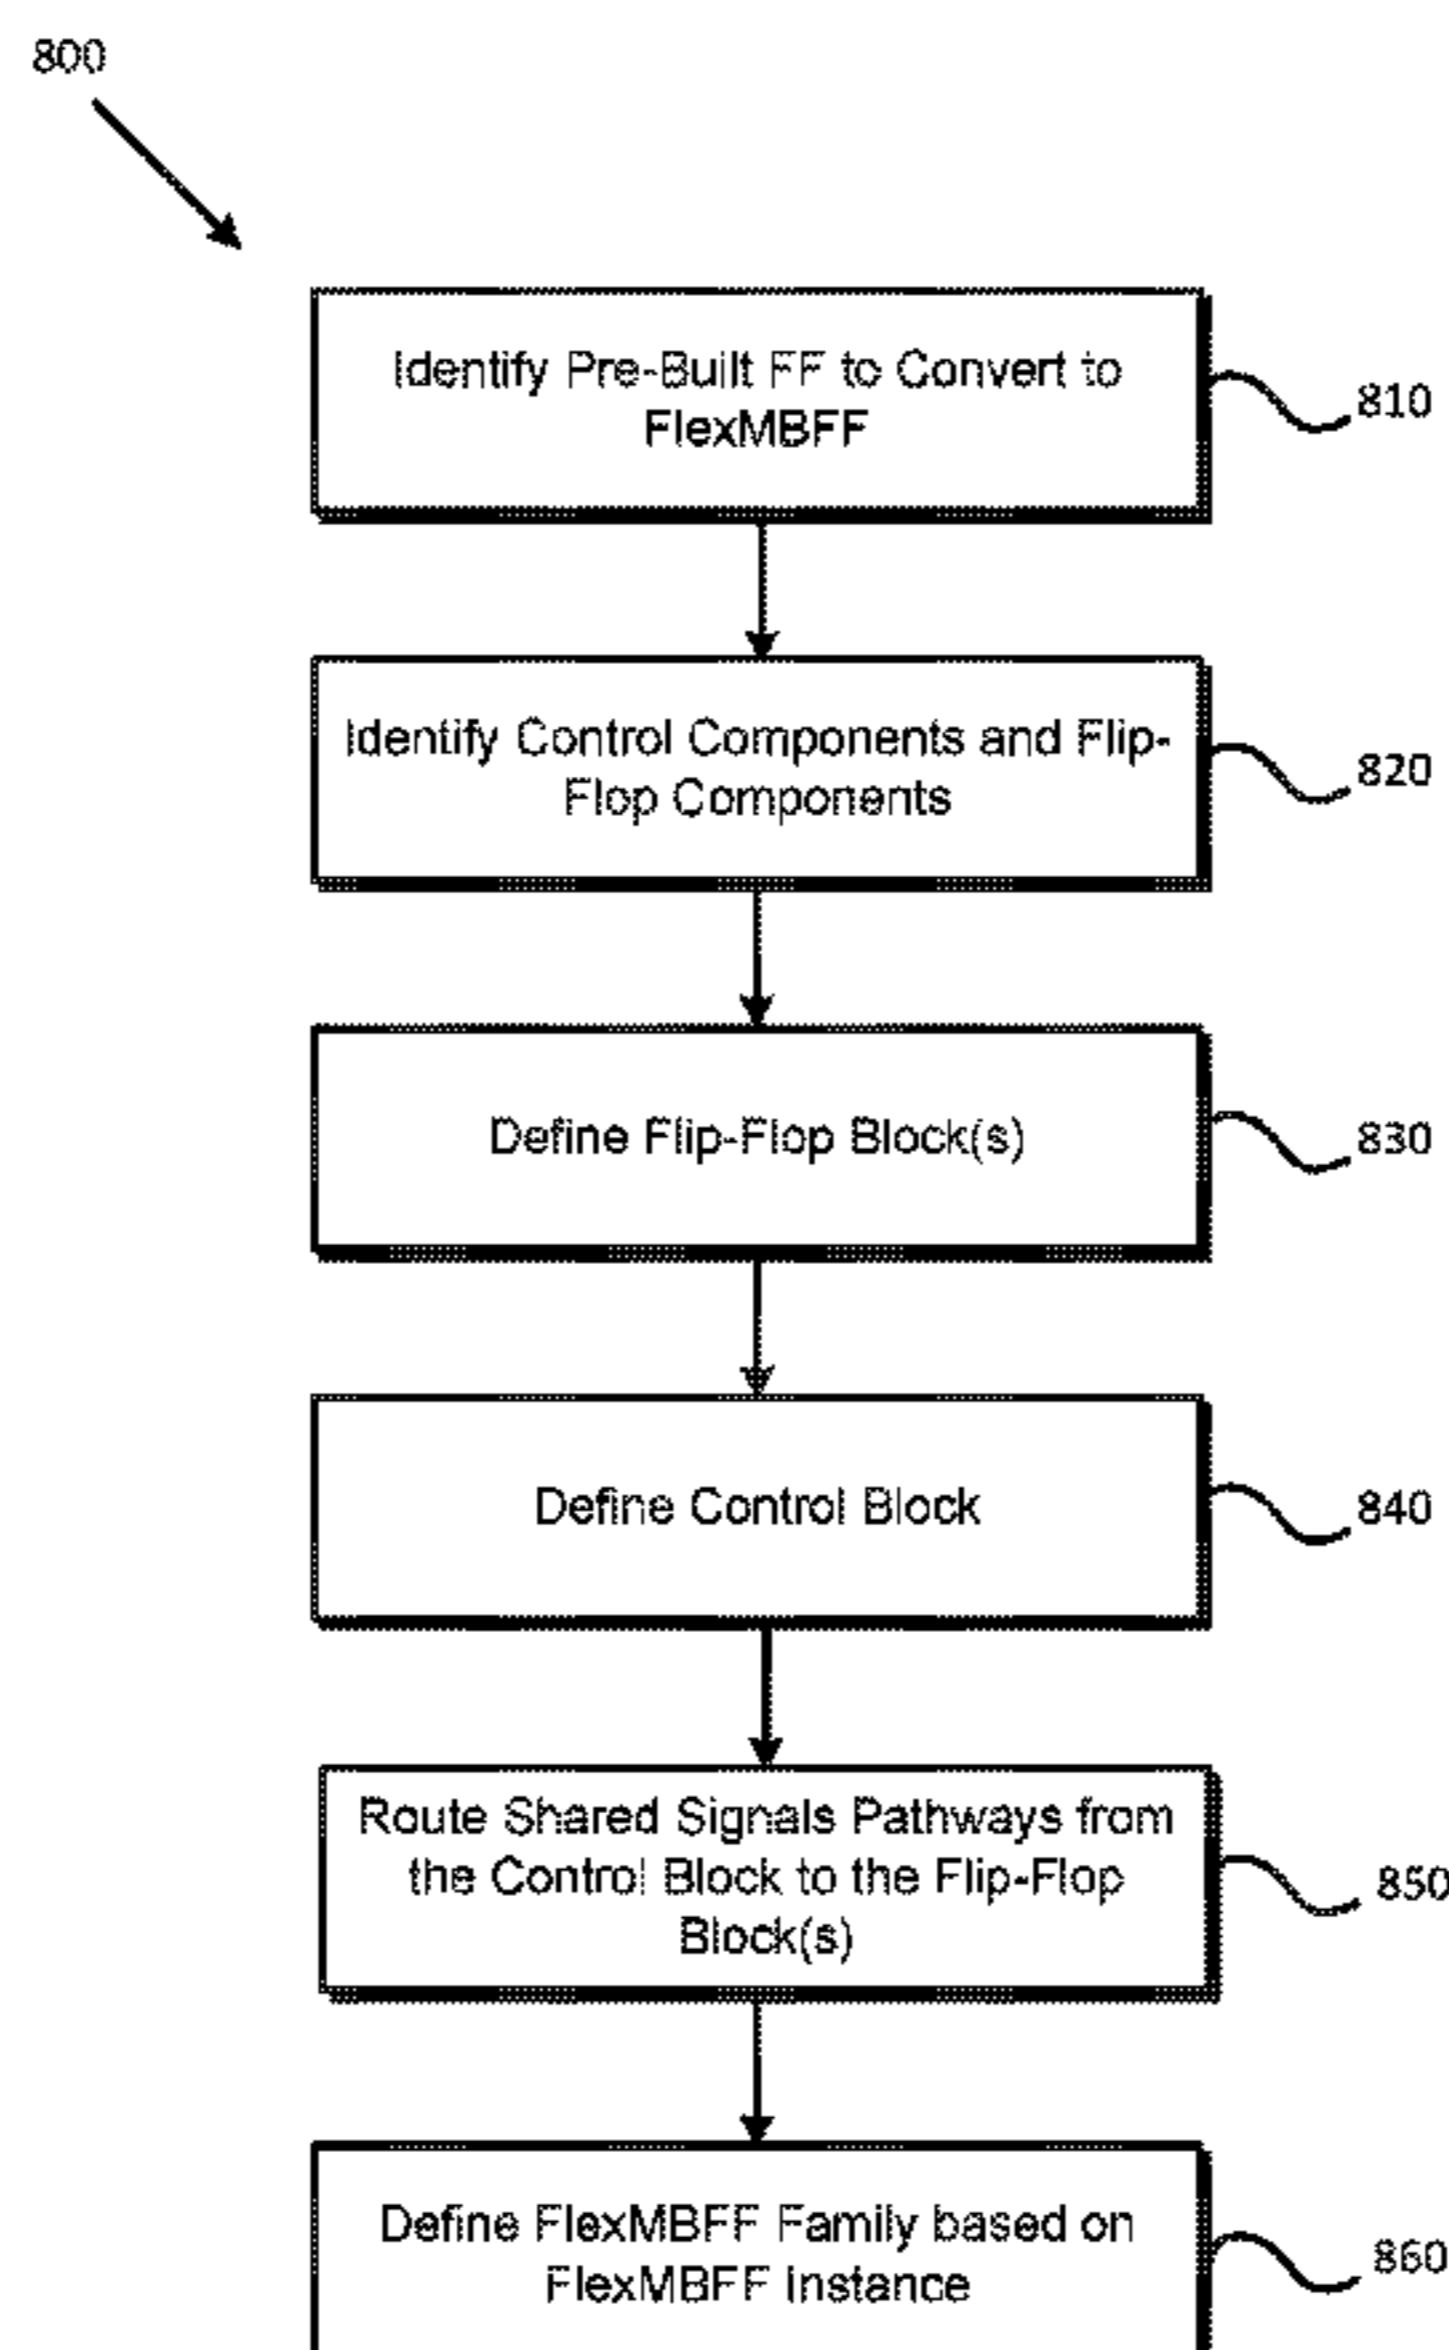 800
Identify Pre-Built FF to Convert to
FlexMBFF
810
Identify Control Components and Flip-
Flop Components
820
Define Flip-Flop Block(s)
830
Define Control Block
840
Route Shared Signals Pathways from
the Control Block to the Flip-Flop
Block(s)
850
Define FlexMBFF Family based on
FlexMBFF Instance
860